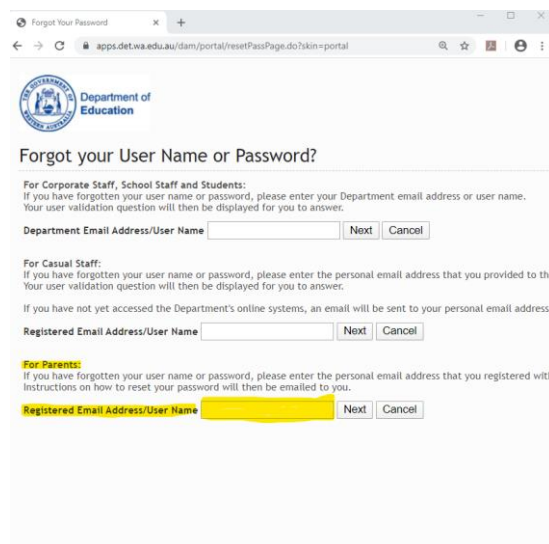 Forgot Your Password
apps.det.wa.edu.au/dam/portal/resetPassPage.do?skin=portal
THE GOVERNMENT OF
WESTERN AUSTRALIA
Department of
Education
Forgot your User Name or Password?
For Corporate Staff, School Staff and Students:
If you have forgotten your user name or password, please enter your Department email address or user name.
Your user validation question will then be displayed for you to answer.
Department Email Address/User Name Next Cancel
For Casual Staff:
If you have forgotten your user name or password, please enter the personal email address that you provided to th
Your user validation question will then be displayed for you to answer.
If you have not yet accessed the Department's online systems, an email will be sent to your personal email address
Registered Email Address/User Name Next Cancel
For Parents:
If you have forgotten your user name or password, please enter the personal email address that you registered wit
Instructions on how to reset your password will then be emailed to you.
Registered Email Address/User Name Next Cancel